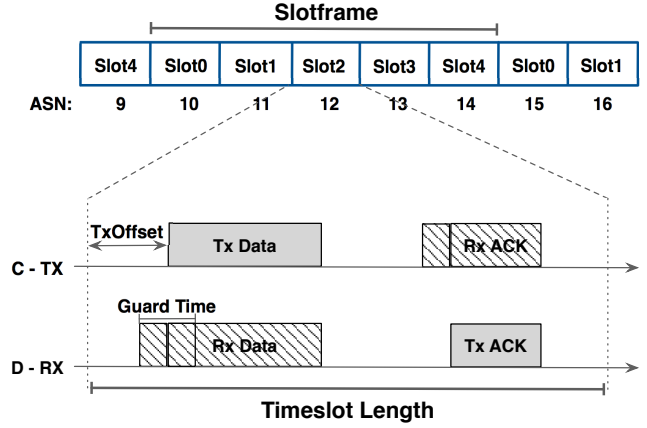 Slotframe
Slot4 Slot0 Slot1 Slot2 Slot3 Slot4 Slot0 Slot1
ASN: 9 10 11 12 13 14 15 16
TxOffset
Tx Data Rx ACK
C - TX
Guard Time
Rx Data Tx ACK
D - RX
Timeslot Length